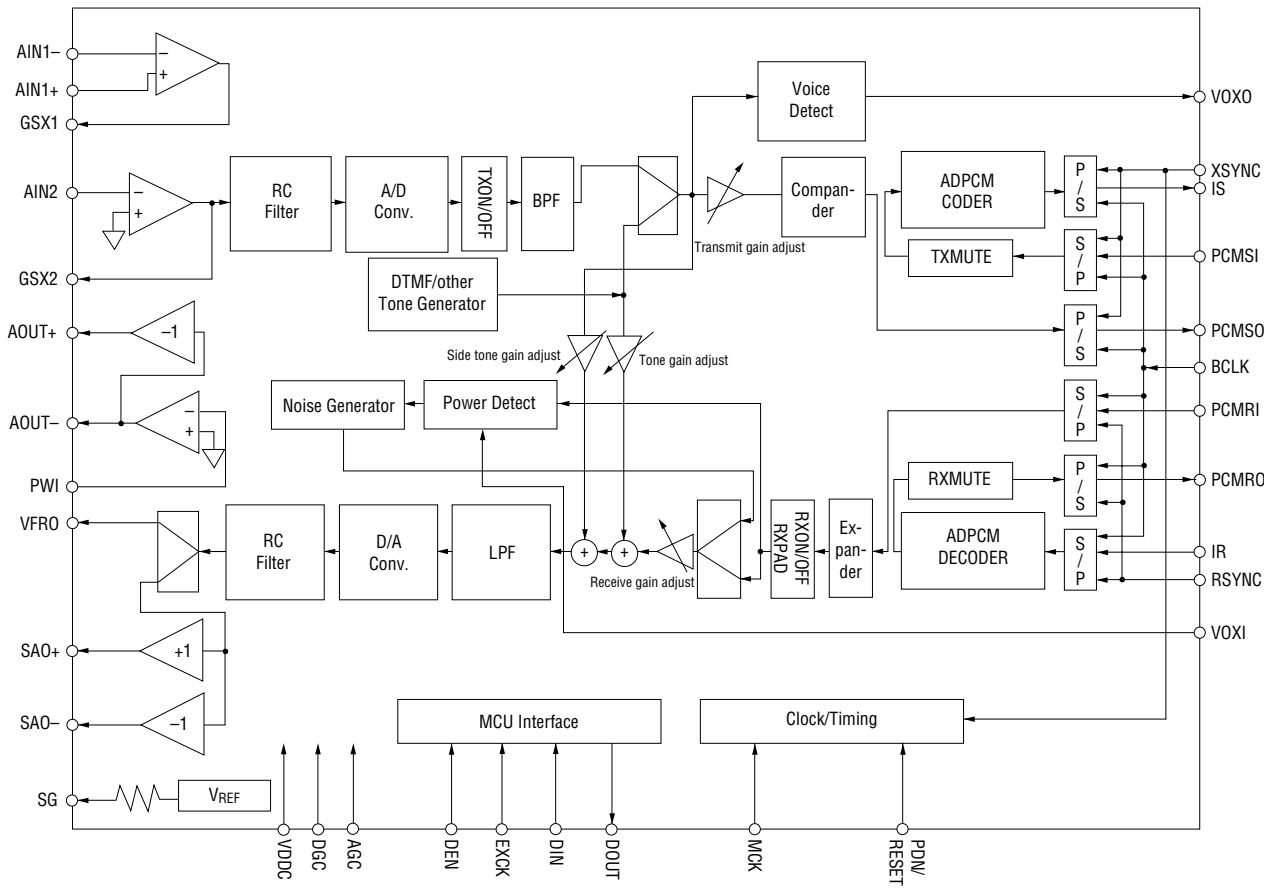 AIN1–
–
AIN1+
+
GSX1
Voice
Detect
VOXO
AIN2
–
+
RC
Filter
A/D
Conv.
TXON/OFF
BPF
Transmit gain adjust
Compan-
der
ADPCM
CODER
P
/
S
XSYNC
IS
TXMUTE
S
/
P
PCMSI
GSX2
DTMF/other
Tone Generator
AOUT+
–1
Side tone gain adjust
Tone gain adjust
P
/
S
PCMSO
BCLK
Noise Generator
Power Detect
S
/
P
PCMRI
AOUT–
–
+
PWI
RXMUTE
P
/
S
PCMRO
VFRO
RC
Filter
D/A
Conv.
LPF
+
+
Receive gain adjust
RXON/OFF
RXPAD
Ex-
pan-
der
ADPCM
DECODER
S
/
P
IR
RSYNC
VOXI
SAO+
+1
SAO–
–1
MCU Interface
Clock/Timing
SG
VREF
VDDC
DGC
AGC
DEN
EXCK
DIN
DOUT
MCK
PDN/
RESET